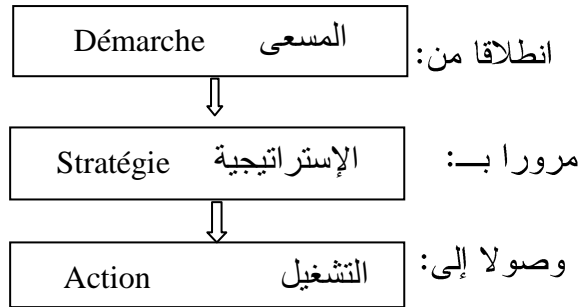 انطلاقا من: المسعى Démarche
مرورا بـــ: الإستراتيجية Stratégie
وصولا إلى: التشغيل Action